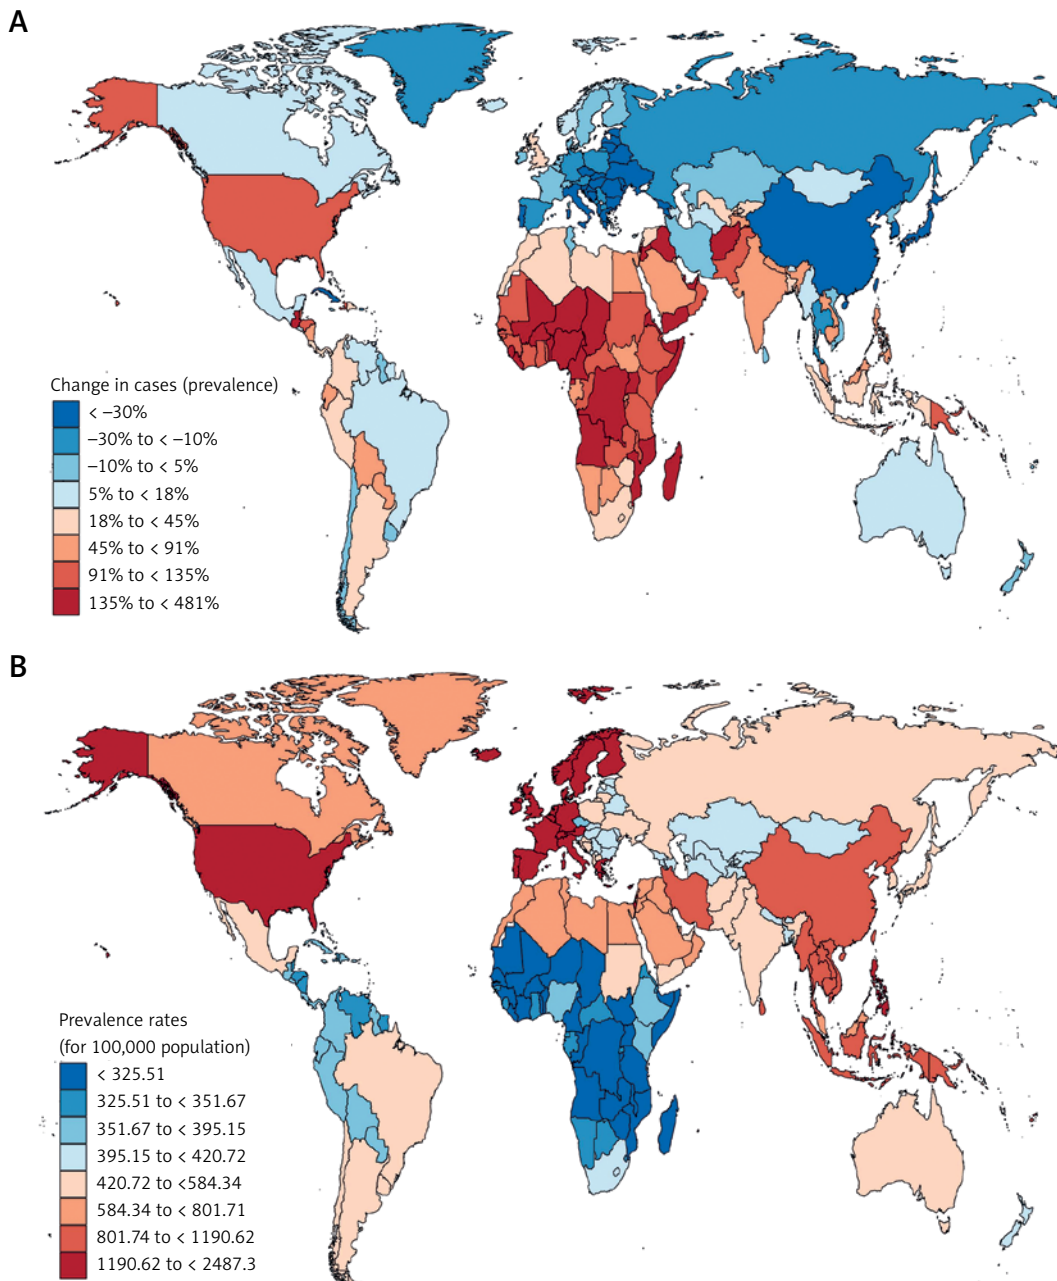 A
Change in cases (prevalence)
< –30%
–30% to < –10%
–10% to < 5%
5% to < 18%
18% to < 45%
45% to < 91%
91% to < 135%
135% to < 481%
B
Prevalence rates
(for 100,000 population)
< 325.51
325.51 to < 351.67
351.67 to < 395.15
395.15 to < 420.72
420.72 to <584.34
584.34 to < 801.71
801.74 to < 1190.62
1190.62 to < 2487.3